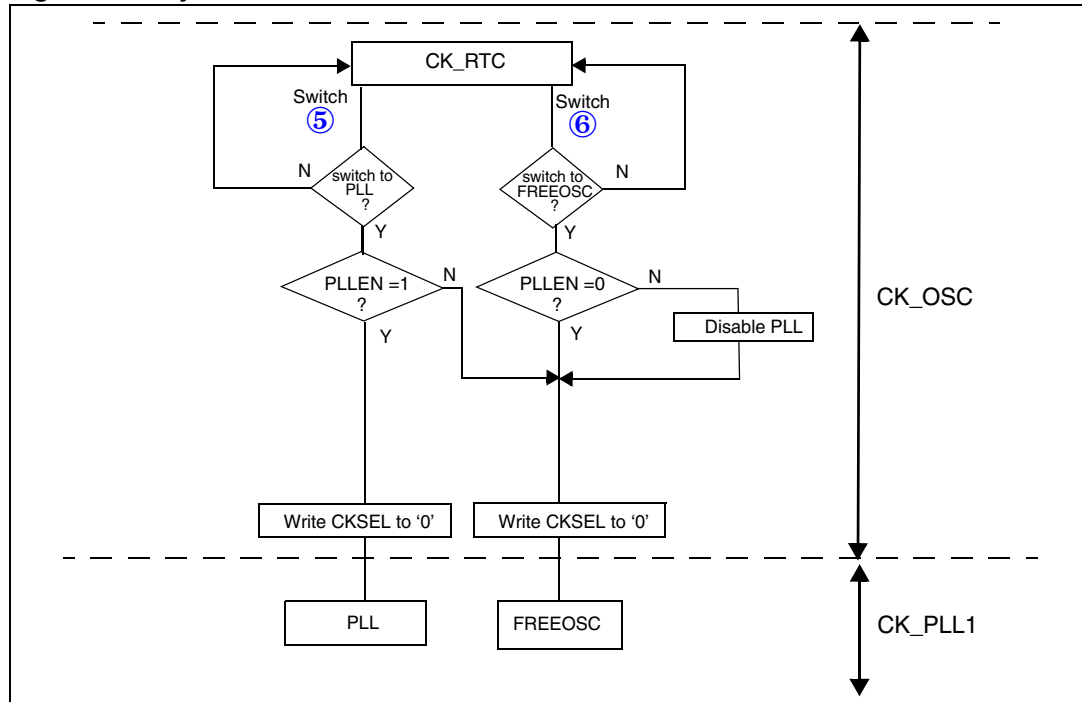 CK_RTC
Switch
⑤
Switch
⑥
N
switch to
PLL
?
switch to
FREEOSC
?
N
Y
Y
PLLEN =1
?
N
PLLEN =0
?
N
Y
Y
Disable PLL
CK_OSC
Write CKSEL to ‘0’
Write CKSEL to ‘0’
PLL
FREEOSC
CK_PLL1